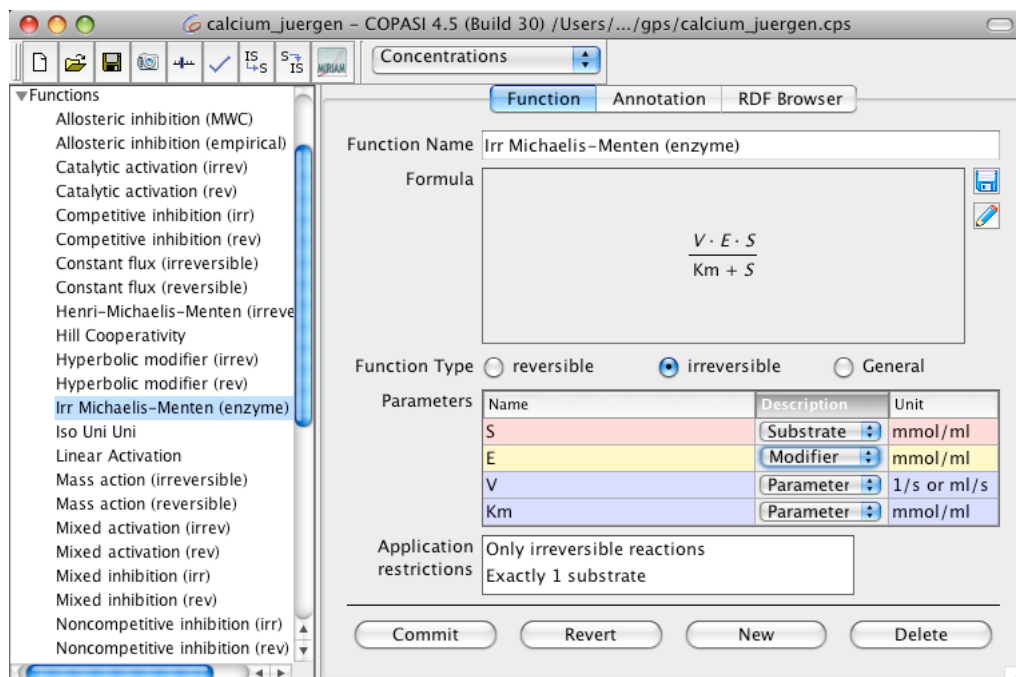 calcium_juergen – COPASI 4.5 (Build 30) /Users/.../gps/calcium_juergen.cps
IS S S IS MIRIAM Concentrations
Functions
Allosteric inhibition (MWC)
Allosteric inhibition (empirical)
Catalytic activation (irrev)
Catalytic activation (rev)
Competitive inhibition (irr)
Competitive inhibition (rev)
Constant flux (irreversible)
Constant flux (reversible)
Henri-Michaelis-Menten (irreve
Hill Cooperativity
Hyperbolic modifier (irrev)
Hyperbolic modifier (rev)
Irr Michaelis-Menten (enzyme)
Iso Uni Uni
Linear Activation
Mass action (irreversible)
Mass action (reversible)
Mixed activation (irrev)
Mixed activation (rev)
Mixed inhibition (irr)
Mixed inhibition (rev)
Noncompetitive inhibition (irr)
Noncompetitive inhibition (rev)
Function Annotation RDF Browser
Function Name Irr Michaelis-Menten (enzyme)
Formula
V · E · S
Km + S
Function Type reversible irreversible General
Parameters Name Description Unit
S Substrate mmol/ml
E Modifier mmol/ml
V Parameter 1/s or ml/s
Km Parameter mmol/ml
Application restrictions
Only irreversible reactions
Exactly 1 substrate
Commit Revert New Delete